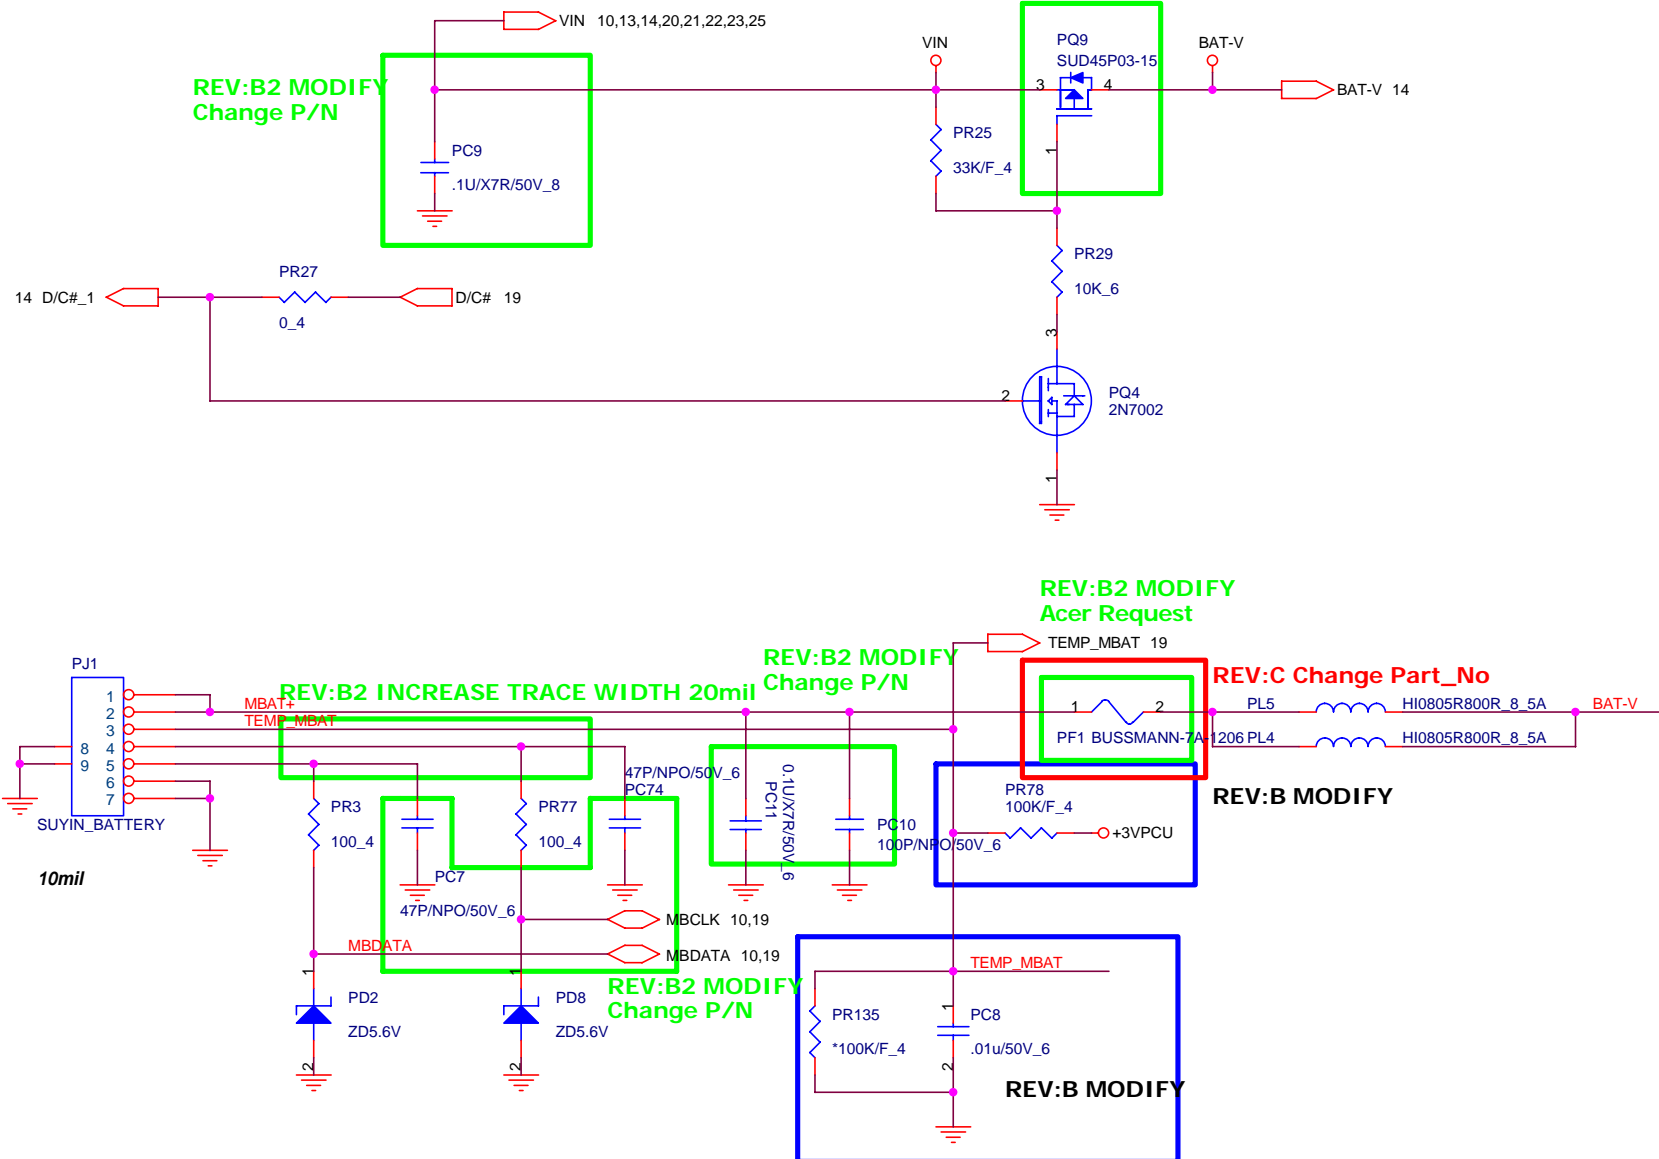 VIN 10,13,14,20,21,22,23,25
REV:B2 MODIFY
Change P/N
PC9
.1U/X7R/50V_8
VIN
PR25
33K/F_4
PQ9
SUD45P03-15
3
4
1
BAT-V
BAT-V 14
PR29
10K_6
14 D/C#_1
PR27
0_4
D/C# 19
3
2
PQ4
2N7002
1
REV:B2 MODIFY
Acer Request
TEMP_MBAT 19
REV:B2 MODIFY
Change P/N
REV:C Change Part_No
PJ1
1
2
3
8 4
9 5
6
7
SUYIN_BATTERY
10mil
MBAT+
TEMP_MBAT
REV:B2 INCREASE TRACE WIDTH 20mil
1
2
PF1 BUSSMANN-7A-1206
PL5
HI0805R800R_8_5A
BAT-V
PL4
HI0805R800R_8_5A
REV:B MODIFY
PR3
100_4
PC7
47P/NPO/50V_6
PR77
100_4
47P/NPO/50V_6
PC74
0.1U/X7R/50V_6
PC11
PC10
100P/NPO/50V_6
PR78
100K/F_4
+3VPCU
MBCLK 10,19
MBDATA
MBDATA 10,19
REV:B2 MODIFY
Change P/N
1
PD2
ZD5.6V
2
1
PD8
ZD5.6V
2
TEMP_MBAT
PR135
*100K/F_4
1
PC8
.01u/50V_6
2
REV:B MODIFY